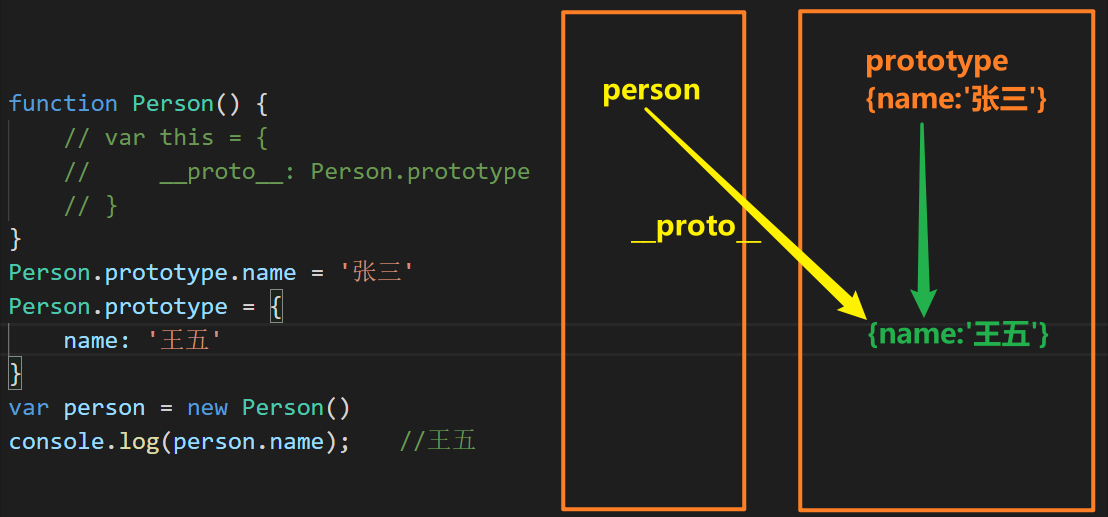 function Person() {
    // var this = {
    //     __proto__: Person.prototype
    // }
}
Person.prototype.name = '张三'
Person.prototype = {
    name: '王五'
}
var person = new Person()
console.log(person.name);    //王五
person
__proto__
prototype
{name:'张三'}
{name:'王五'}